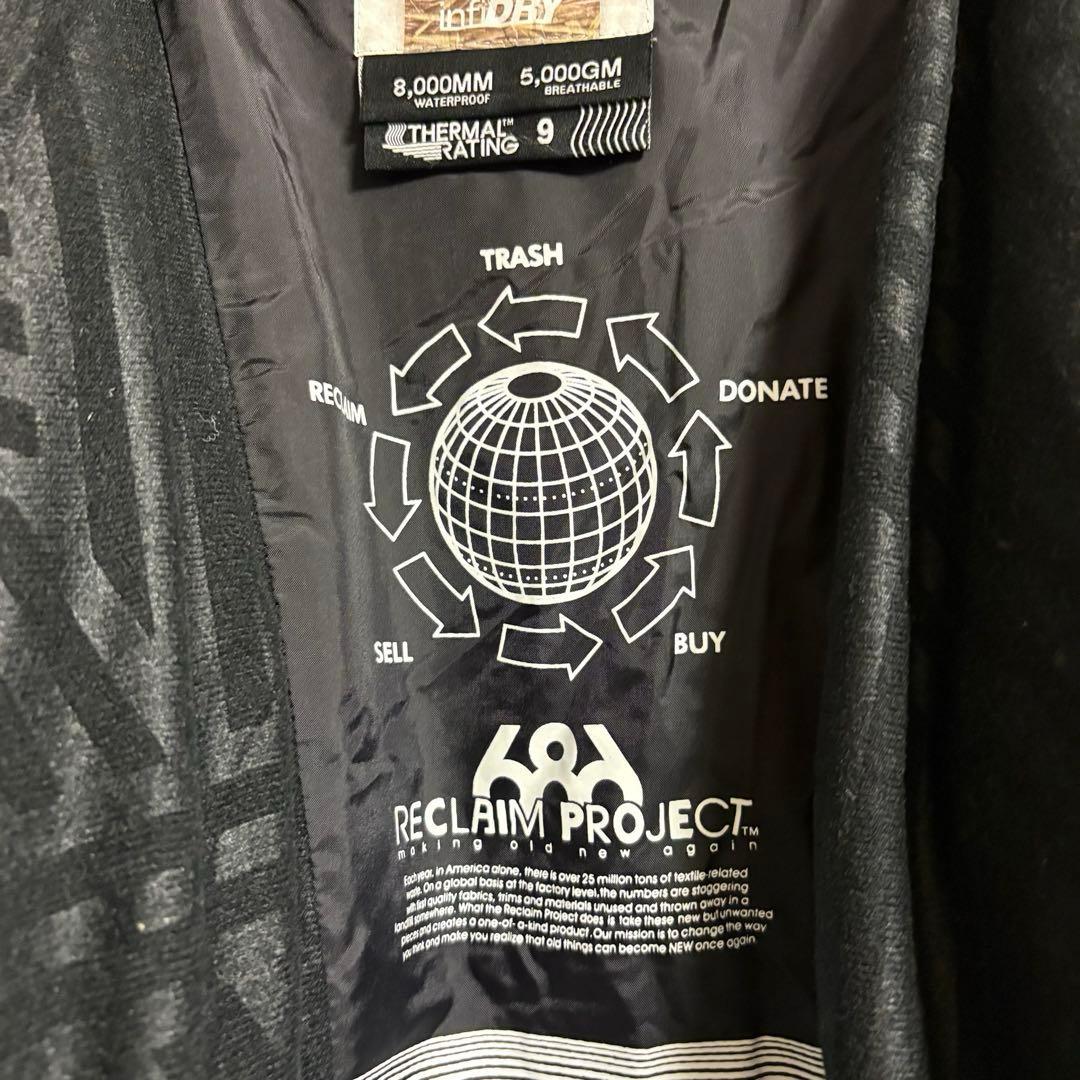 infiDRY
8,000MM 5,000GM
WATERPROOF BREATHABLE
THERMAL™ 9
RATING
TRASH
RECLAIM DONATE
SELL BUY
686
RECLAIM PROJECT™
making old new again
Each year, in America alone, there is over 25 million tons of textile-related
waste. On a global basis at the factory level, the numbers are staggering
with first quality fabrics, trims and materials unused and thrown away in a
landfill somewhere. What the Reclaim Project does is take these new but unwanted
pieces and creates a one-of-a-kind product. Our mission is to change the way
you think and make you realize that old things can become NEW once again.